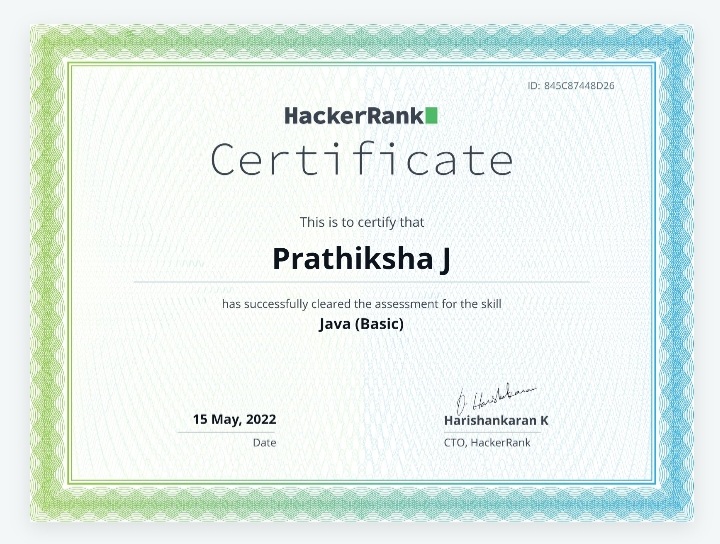 ID: 845C87448D26
HackerRank
Certificate
This is to certify that
Prathiksha J
has successfully cleared the assessment for the skill
Java (Basic)
15 May, 2022
Date
Harishankaran K
CTO, HackerRank